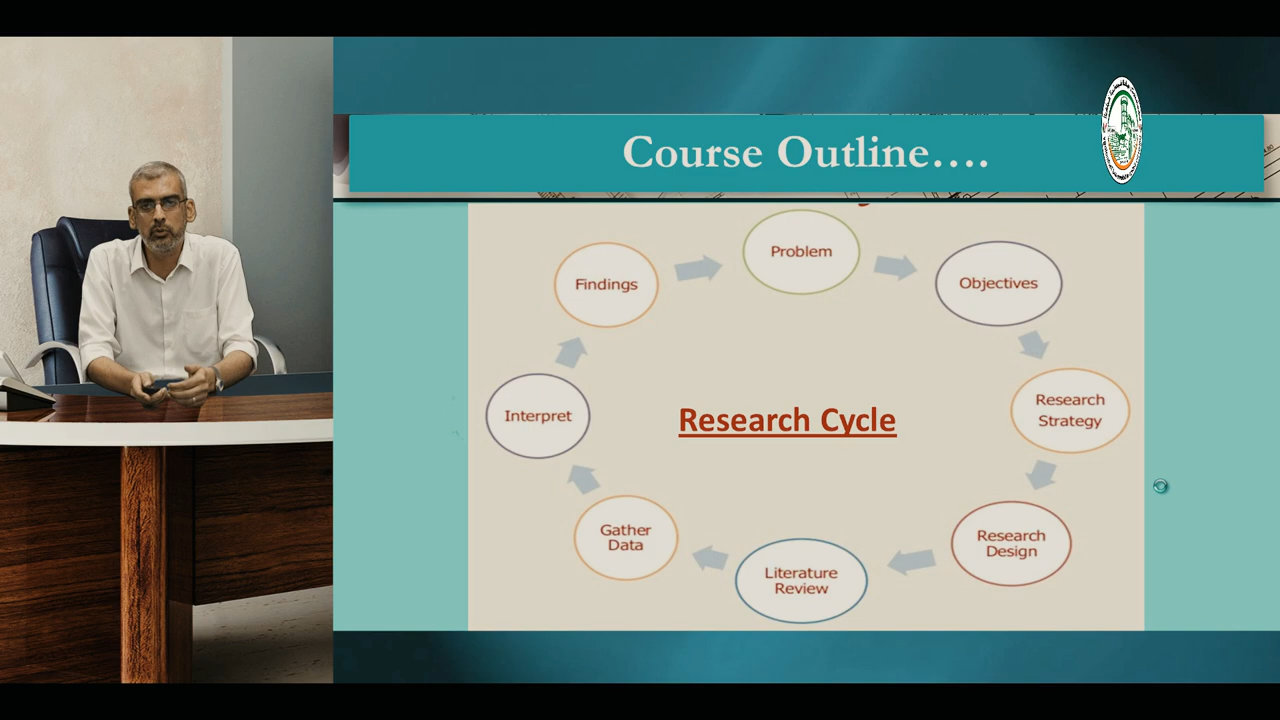 Course Outline....
Problem
Objectives
Research
Strategy
Research
Design
Literature
Review
Gather
Data
Interpret
Findings
Research Cycle